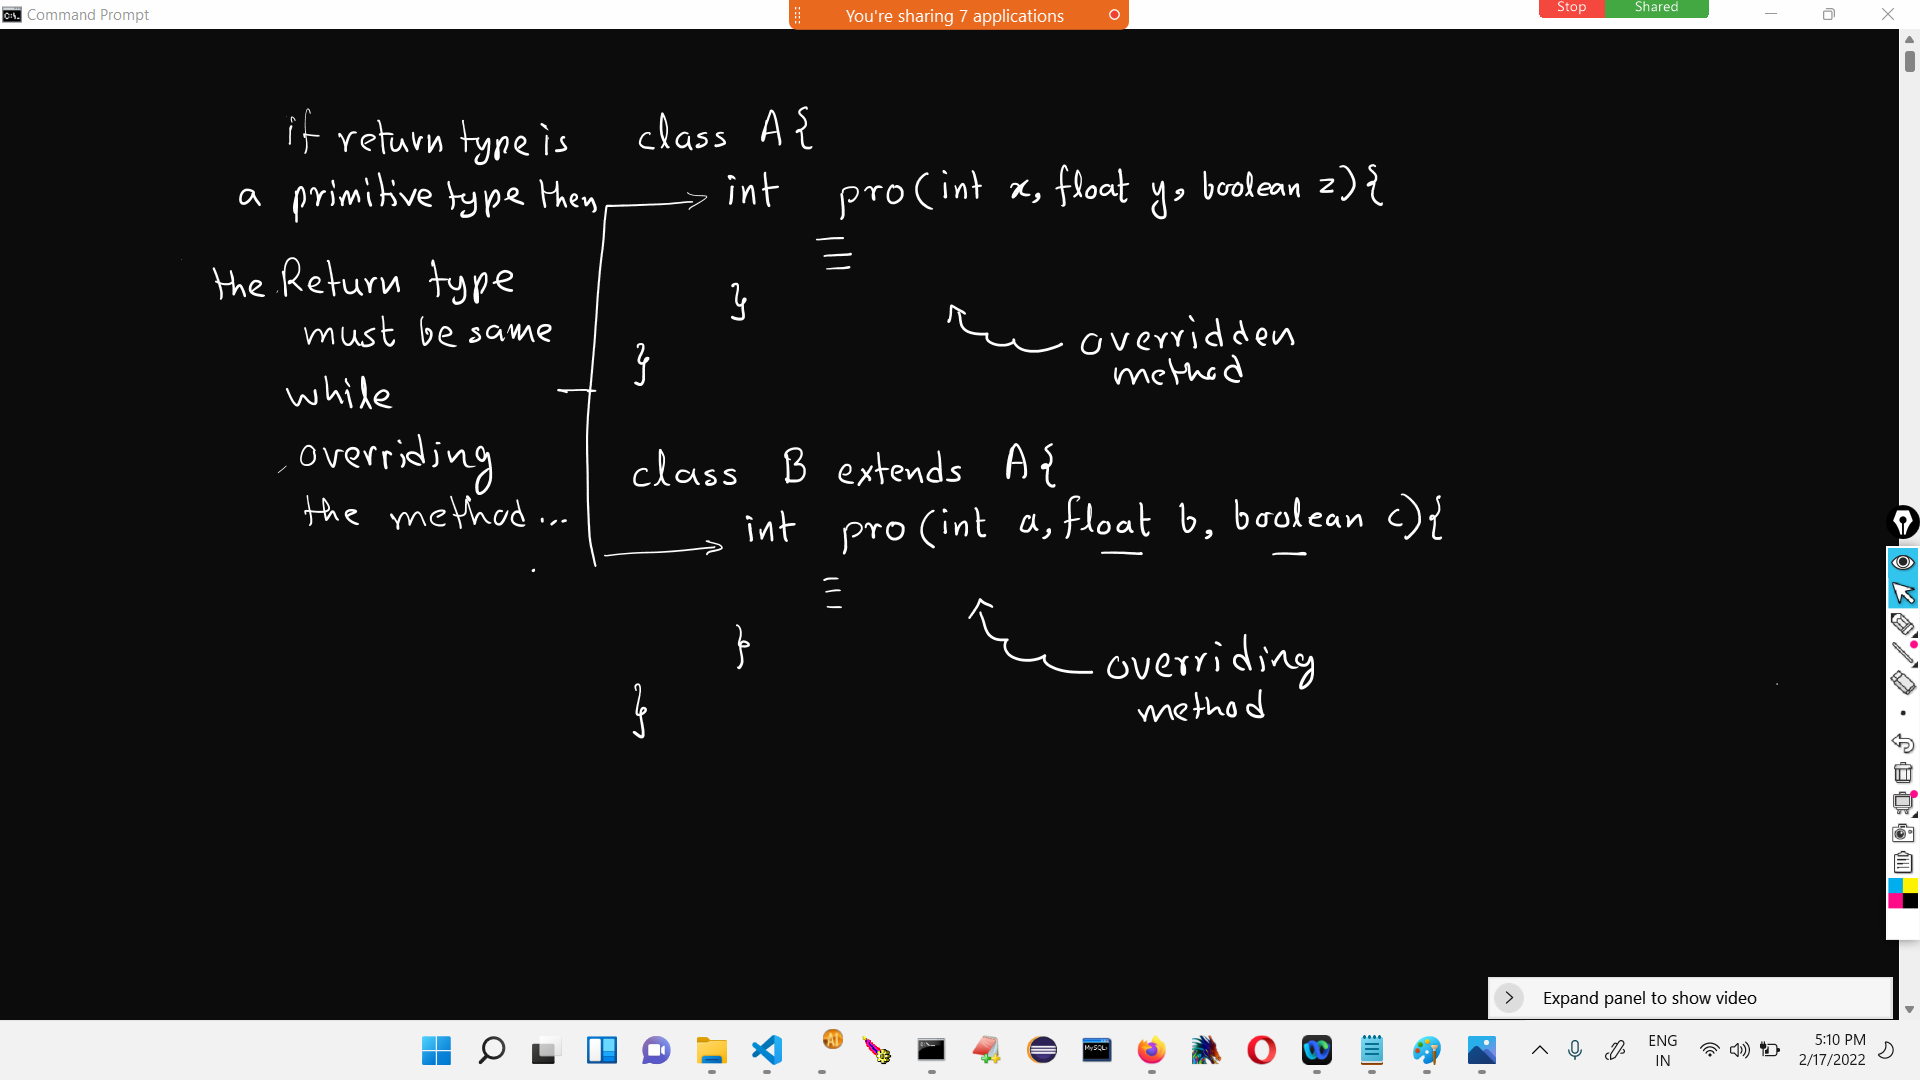 Command Prompt
You're sharing 7 applications
Stop
Shared
if return type is
a primitive type then
the Return type
must be same
while
overriding
the method...
class A{
int pro(int x, float y, boolean z){
}
}
overridden
method
class B extends A{
int pro(int a, float b, boolean c){
}
}
overriding
method
Expand panel to show video
AI
MySQL
ENG
IN
5:10 PM
2/17/2022